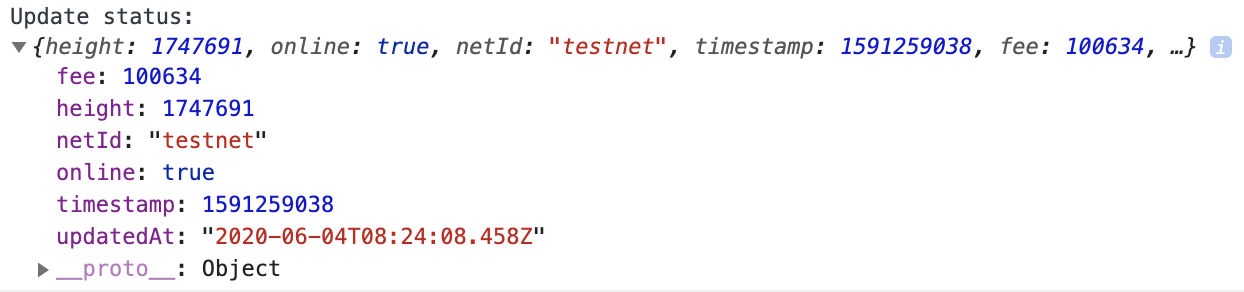 Update status:
▼{height: 1747691, online: true, netId: "testnet", timestamp: 1591259038, fee: 100634, …} i
fee: 100634
height: 1747691
netId: "testnet"
online: true
timestamp: 1591259038
updatedAt: "2020-06-04T08:24:08.458Z"
▶__proto__: Object